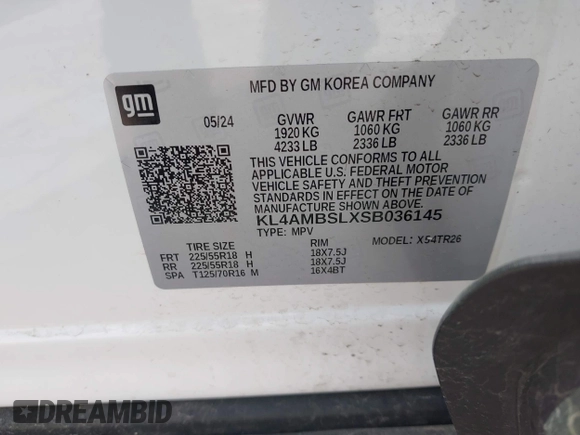 gm
MFD BY GM KOREA COMPANY
05/24 GVWR GAWR FRT GAWR RR
1920 KG 1060 KG 1060 KG
4233 LB 2336 LB 2336 LB
THIS VEHICLE CONFORMS TO ALL
APPLICABLE U.S. FEDERAL MOTOR
VEHICLE SAFETY AND THEFT PREVENTION
STANDARDS IN EFFECT ON THE DATE OF
MANUFACTURE SHOWN ABOVE.
KL4AMBSLXSB036145
TYPE: MPV MODEL: XS4TR26
TIRE SIZE RIM
FRT 225/55R18 H 18X7.5J
RR 225/55R18 H 18X7.5J
SPA T125/70R16 M 16X4BT
DREAMBID